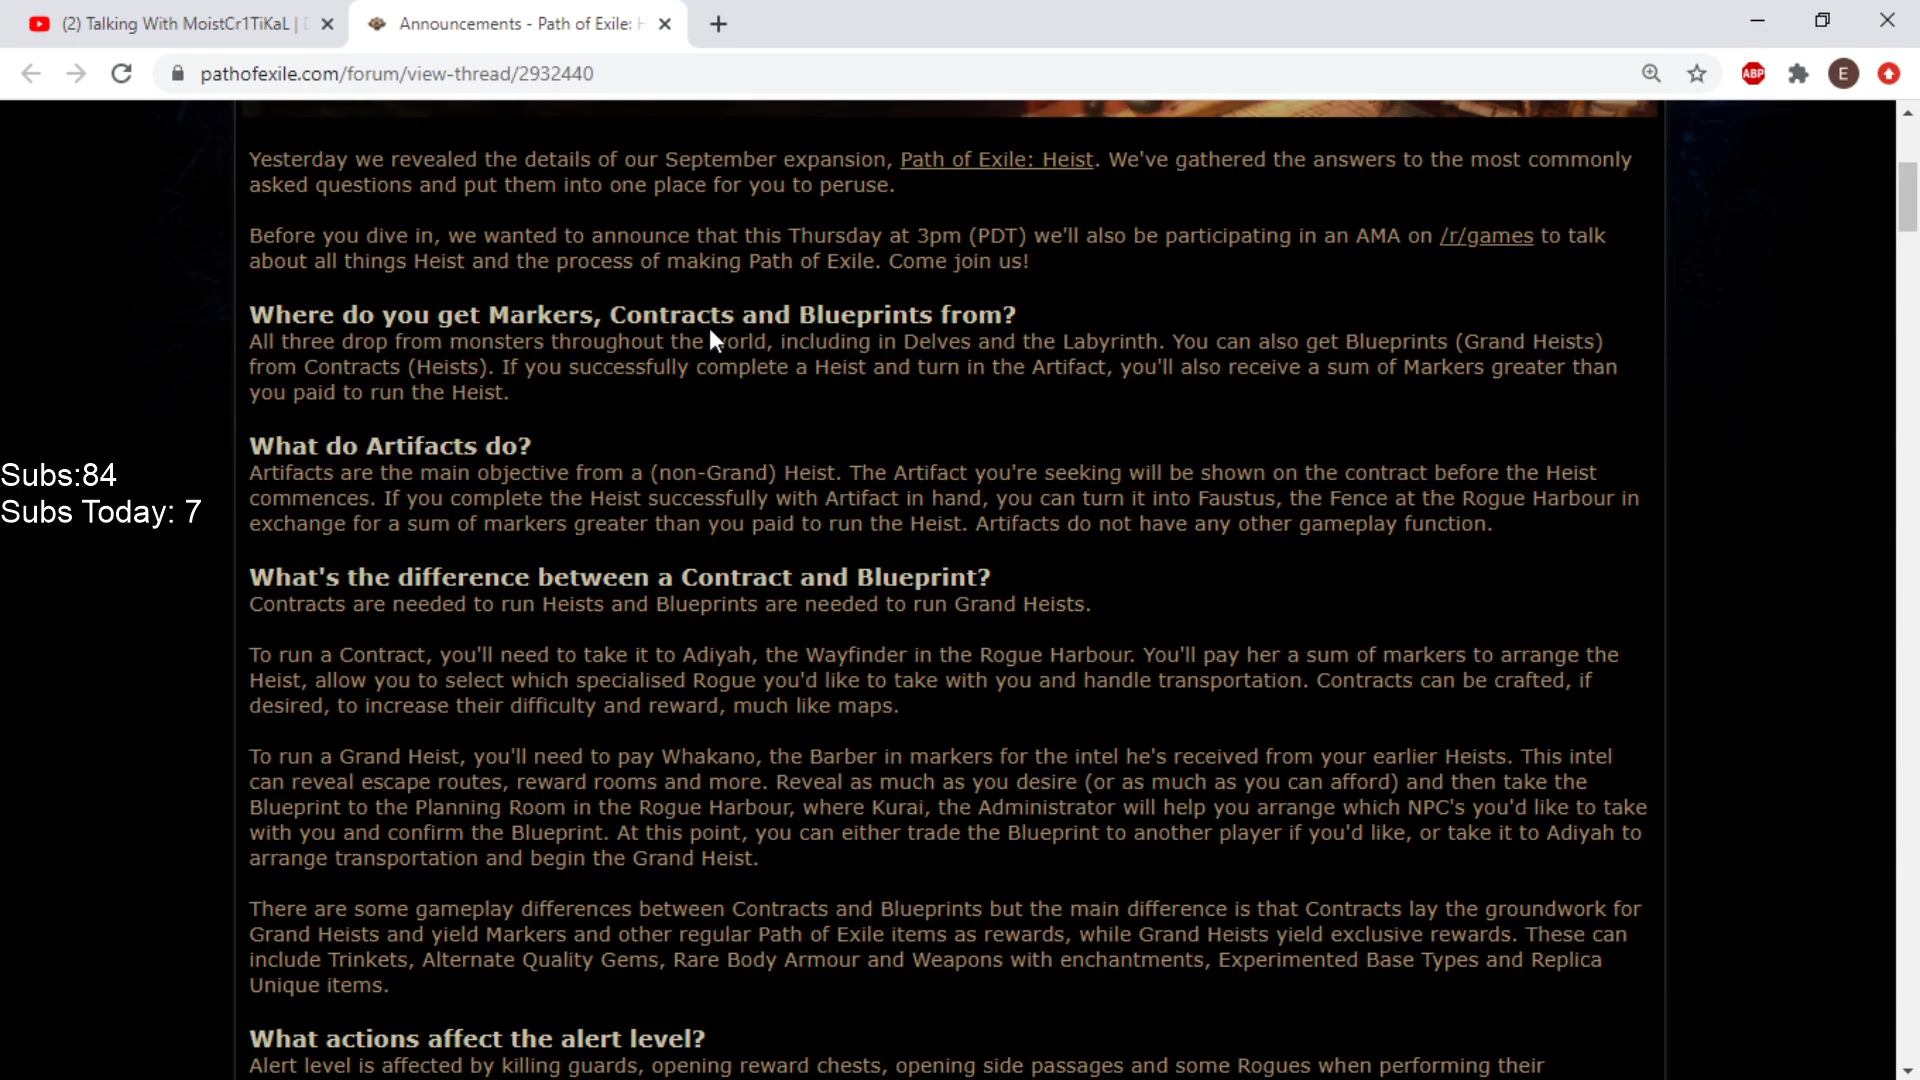 (2) Talking With MoistCr1TiKaL |
Announcements - Path of Exile:
pathofexile.com/forum/view-thread/2932440
ABP
E
Yesterday we revealed the details of our September expansion, Path of Exile: Heist. We've gathered the answers to the most commonly
asked questions and put them into one place for you to peruse.
Before you dive in, we wanted to announce that this Thursday at 3pm (PDT) we'll also be participating in an AMA on /r/games to talk
about all things Heist and the process of making Path of Exile. Come join us!
Where do you get Markers, Contracts and Blueprints from?
All three drop from monsters throughout the world, including in Delves and the Labyrinth. You can also get Blueprints (Grand Heists)
from Contracts (Heists). If you successfully complete a Heist and turn in the Artifact, you'll also receive a sum of Markers greater than
you paid to run the Heist.
What do Artifacts do?
Artifacts are the main objective from a (non-Grand) Heist. The Artifact you're seeking will be shown on the contract before the Heist
Subs:84
commences. If you complete the Heist successfully with Artifact in hand, you can turn it into Faustus, the Fence at the Rogue Harbour in
Subs Today: 7
exchange for a sum of markers greater than you paid to run the Heist. Artifacts do not have any other gameplay function.
What's the difference between a Contract and Blueprint?
Contracts are needed to run Heists and Blueprints are needed to run Grand Heists.
To run a Contract, you'll need to take it to Adiyah, the Wayfinder in the Rogue Harbour. You'll pay her a sum of markers to arrange the
Heist, allow you to select which specialised Rogue you'd like to take with you and handle transportation. Contracts can be crafted, if
desired, to increase their difficulty and reward, much like maps.
To run a Grand Heist, you'll need to pay Whakano, the Barber in markers for the intel he's received from your earlier Heists. This intel
can reveal escape routes, reward rooms and more. Reveal as much as you desire (or as much as you can afford) and then take the
Blueprint to the Planning Room in the Rogue Harbour, where Kurai, the Administrator will help you arrange which NPC's you'd like to take
with you and confirm the Blueprint. At this point, you can either trade the Blueprint to another player if you'd like, or take it to Adiyah to
arrange transportation and begin the Grand Heist.
There are some gameplay differences between Contracts and Blueprints but the main difference is that Contracts lay the groundwork for
Grand Heists and yield Markers and other regular Path of Exile items as rewards, while Grand Heists yield exclusive rewards. These can
include Trinkets, Alternate Quality Gems, Rare Body Armour and Weapons with enchantments, Experimented Base Types and Replica
Unique items.
What actions affect the alert level?
Alert level is affected by killing guards, opening reward chests, opening side passages and some Rogues when performing their